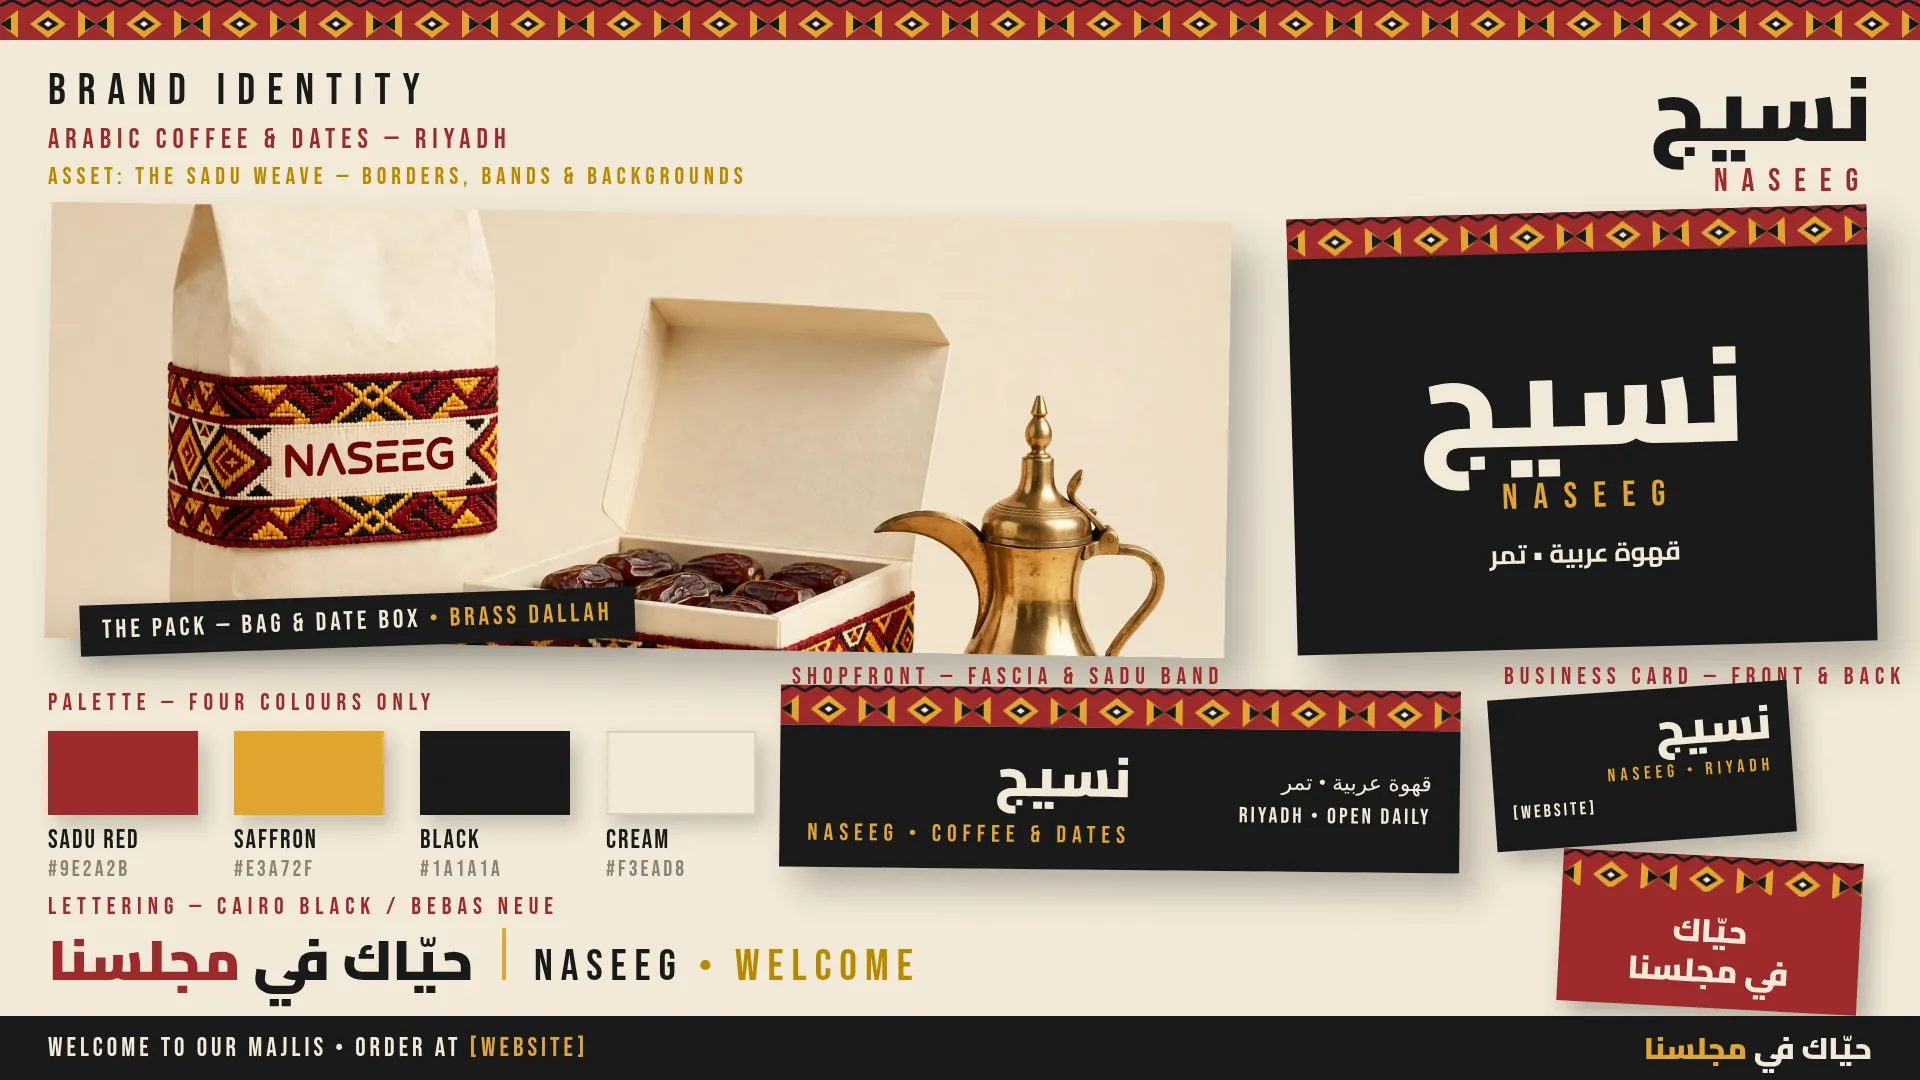 BRAND IDENTITY
ARABIC COFFEE & DATES — RIYADH
ASSET: THE SADU WEAVE — BORDERS, BANDS & BACKGROUNDS
نسيج
NASEEG
NASEEG
THE PACK — BAG & DATE BOX • BRASS DALLAH
نسيج
NASEEG
قهوة عربية • تمر
PALETTE — FOUR COLOURS ONLY
SADU RED
#9E2A2B
SAFFRON
#E3A72F
BLACK
#1A1A1A
CREAM
#F3EAD8
SHOPFRONT — FASCIA & SADU BAND
نسيج
NASEEG • COFFEE & DATES
قهوة عربية • تمر
RIYADH • OPEN DAILY
BUSINESS CARD — FRONT & BACK
نسيج
NASEEG • RIYADH
[WEBSITE]
حيّاك
في مجلسنا
LETTERING — CAIRO BLACK / BEBAS NEUE
حيّاك في مجلسنا
NASEEG • WELCOME
WELCOME TO OUR MAJLIS • ORDER AT [WEBSITE]
حيّاك في مجلسنا